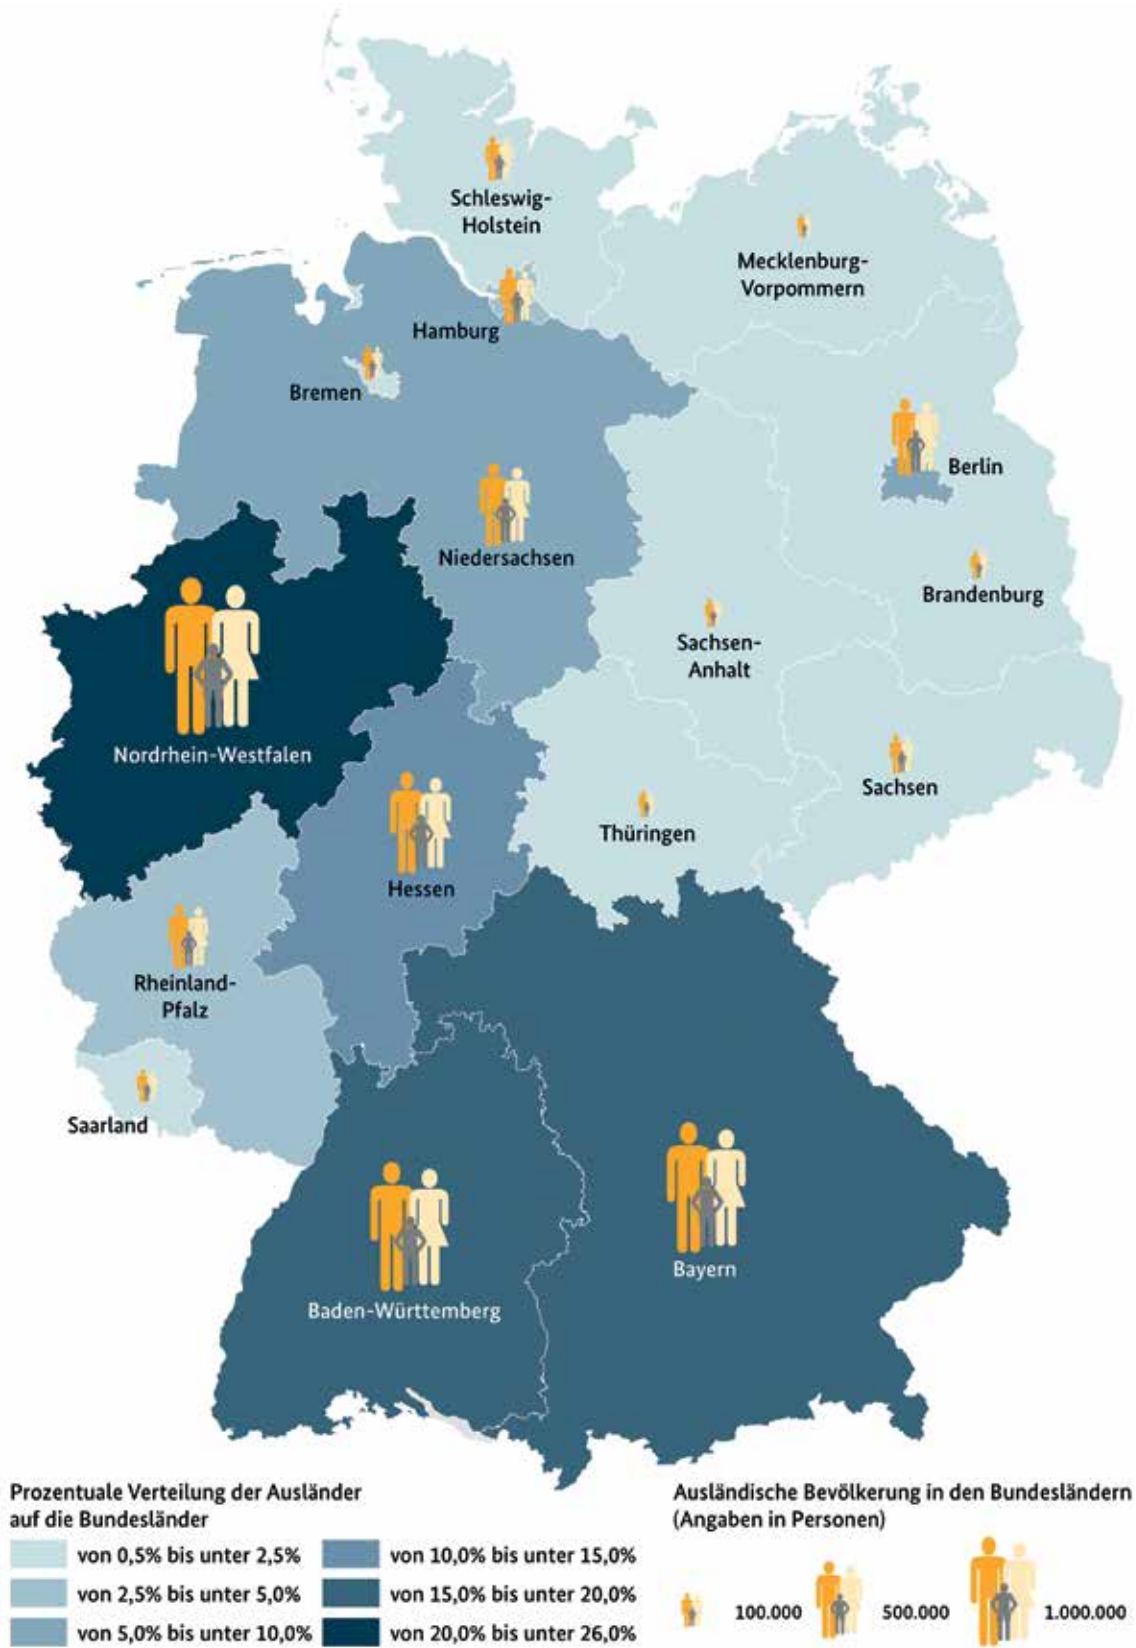 Schleswig-
Holstein
Mecklenburg-
Vorpommern
Hamburg
Bremen
Berlin
Niedersachsen
Brandenburg
Sachsen-
Anhalt
Nordrhein-Westfalen
Sachsen
Thüringen
Hessen
Rheinland-
Pfalz
Saarland
Bayern
Baden-Württemberg
Prozentuale Verteilung der Ausländer
auf die Bundesländer
von 0,5% bis unter 2,5%
von 2,5% bis unter 5,0%
von 5,0% bis unter 10,0%
von 10,0% bis unter 15,0%
von 15,0% bis unter 20,0%
von 20,0% bis unter 26,0%
Ausländische Bevölkerung in den Bundesländern
(Angaben in Personen)
100.000
500.000
1.000.000